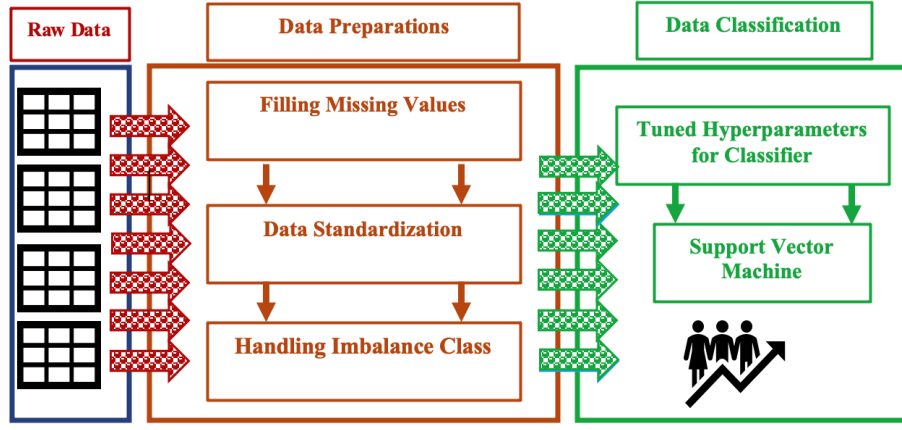 Raw Data
Data Preparations
Data Classification
Filling Missing Values
Data Standardization
Handling Imbalance Class
Tuned Hyperparameters
for Classifier
Support Vector
Machine